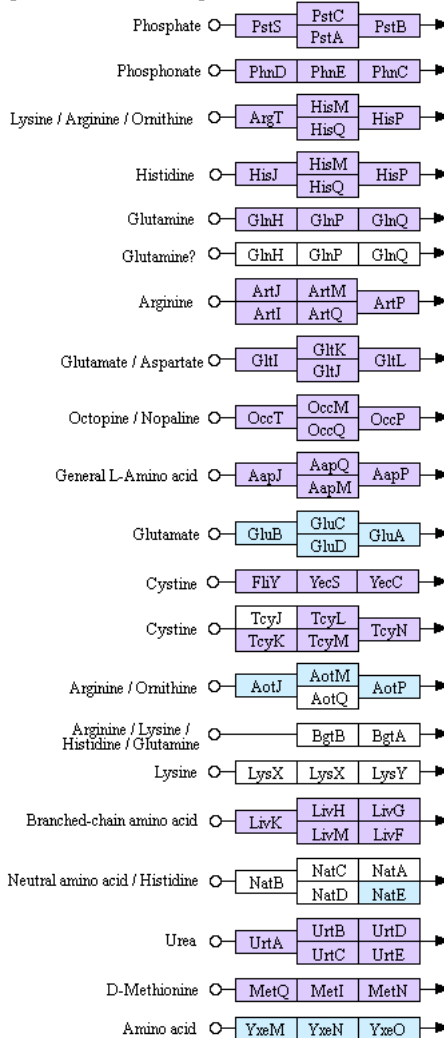 Phosphate PstS PstC PstB
PstA
Phosphonate PhnD PhnE PhnC
Lysine / Arginine / Ornithine ArgT HisM HisP
HisQ
Histidine HisJ HisM HisP
HisQ
Glutamine GlnH GlnP GlnQ
Glutamine? GlnH GlnP GlnQ
Arginine ArtJ ArtM ArtP
ArtI ArtQ
Glutamate / Aspartate GltI GltK GltL
GltJ
Octopine / Nopaline OccT OccM OccP
OccQ
General L-Amino acid AapJ AapQ AapP
AapM
Glutamate GluB GluC GluA
GluD
Cystine FliY YecS YecC
Cystine TcyJ TcyL TcyN
TcyK TcyM
Arginine / Ornithine AotJ AotM AotP
AotQ
Arginine / Lysine /
Histidine / Glutamine BgtB BgtA
Lysine LysX LysX LysY
Branched-chain amino acid LivK LivH LivG
LivM LivF
Neutral amino acid / Histidine NatB NatC NatA
NatD NatE
Urea UrtA UrtB UrtD
UrtC UrtE
D-Methionine MetQ MetI MetN
Amino acid YxeM YxeN YxeO